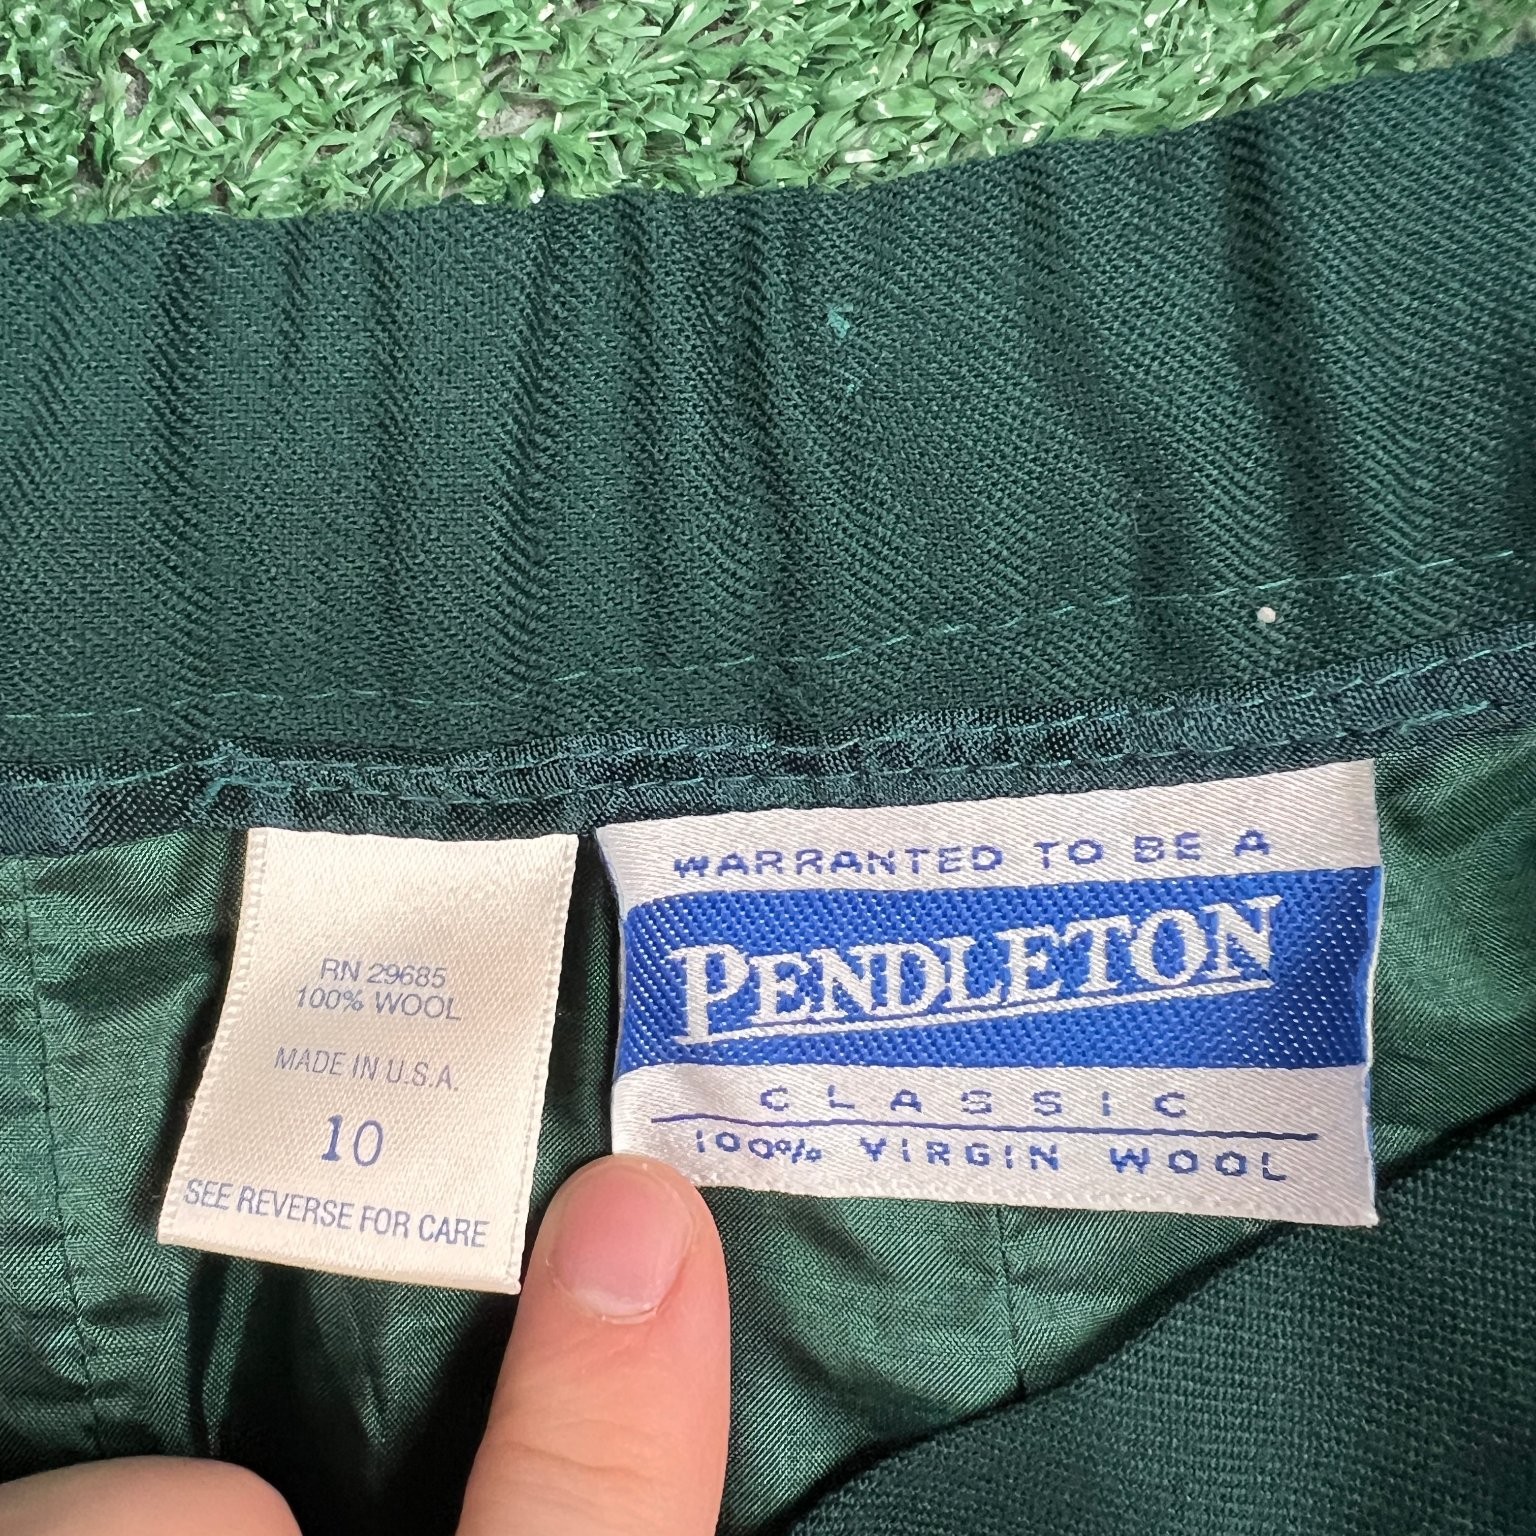 RN 29685
100% WOOL
MADE IN U.S.A.
10
SEE REVERSE FOR CARE
WARRANTED TO BE A
PENDLETON
CLASSIC
100% VIRGIN WOOL